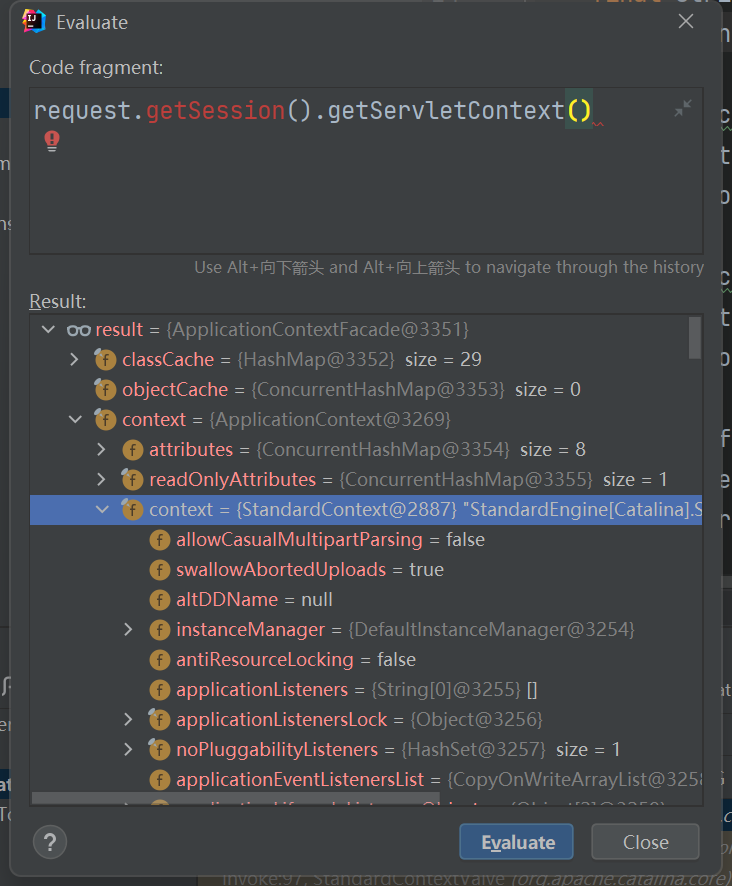 Evaluate
Code fragment:
request.getSession().getServletContext()
Use Alt+向下箭头 and Alt+向上箭头 to navigate through the history
Result:
result = {ApplicationContextFacade@3351}
classCache = {HashMap@3352} size = 29
objectCache = {ConcurrentHashMap@3353} size = 0
context = {ApplicationContext@3269}
attributes = {ConcurrentHashMap@3354} size = 8
readOnlyAttributes = {ConcurrentHashMap@3355} size = 1
context = {StandardContext@2887} "StandardEngine[Catalina].S
allowCasualMultipartParsing = false
swallowAbortedUploads = true
altDDName = null
instanceManager = {DefaultInstanceManager@3254}
antiResourceLocking = false
applicationListeners = {String[0]@3255} []
applicationListenersLock = {Object@3256}
noPluggabilityListeners = {HashSet@3257} size = 1
applicationEventListenersList = {CopyOnWriteArrayList@3258
?
Evaluate
Close
invoke:97, StandardContextValve (org.apache.catalina.core)